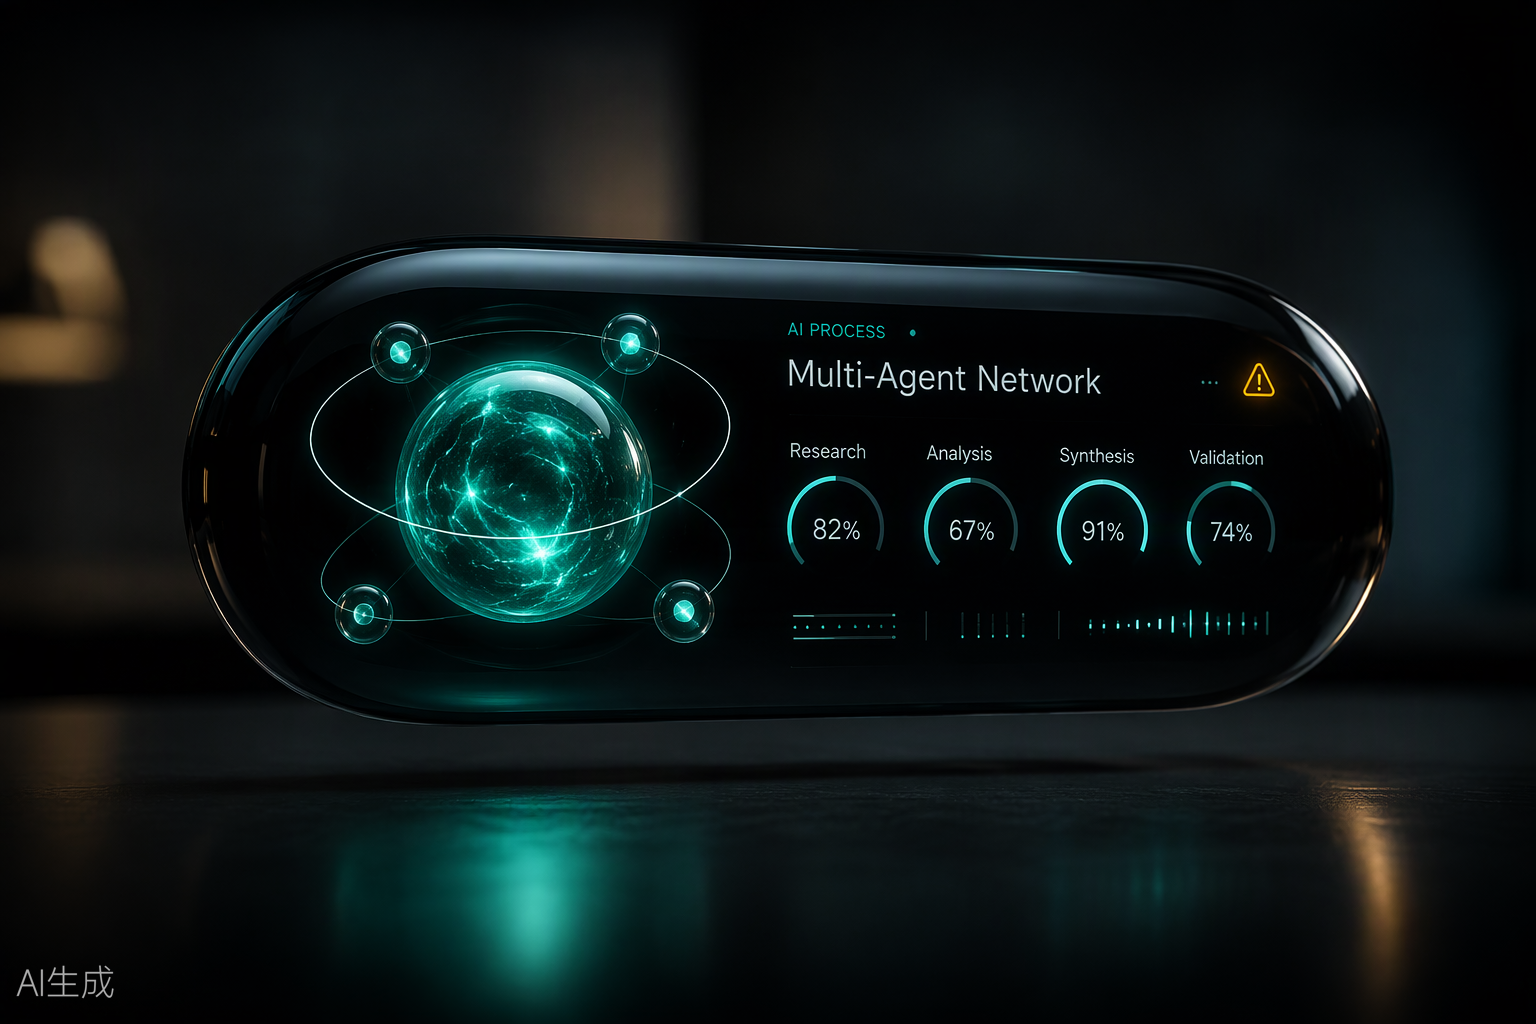 AI PROCESS
Multi-Agent Network
...
Research
Analysis
Synthesis
Validation
82%
67%
91%
74%
AI生成